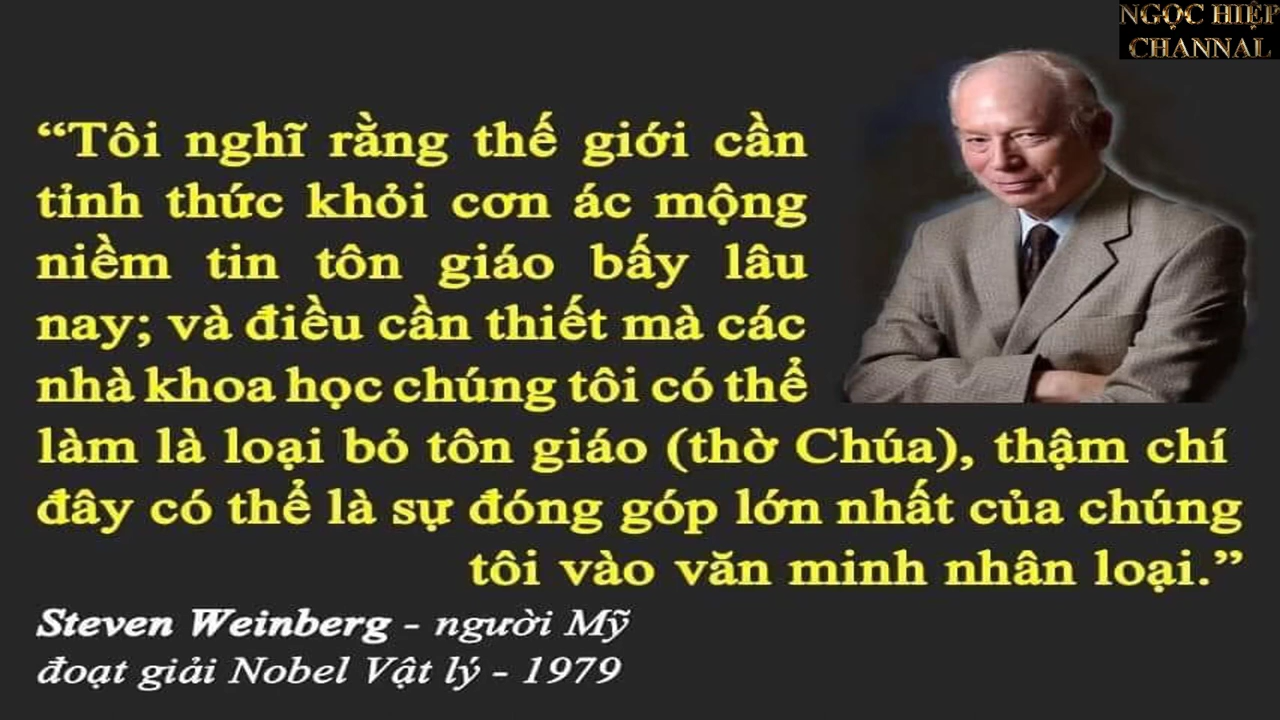 NGỌC HIỆP
CHANNAL
“Tôi nghĩ rằng thế giới cần
tỉnh thức khỏi cơn ác mộng
niềm tin tôn giáo bấy lâu
nay; và điều cần thiết mà các
nhà khoa học chúng tôi có thể
làm là loại bỏ tôn giáo (thờ Chúa), thậm chí
đây có thể là sự đóng góp lớn nhất của chúng
tôi vào văn minh nhân loại.”
Steven Weinberg - người Mỹ
đoạt giải Nobel Vật lý - 1979